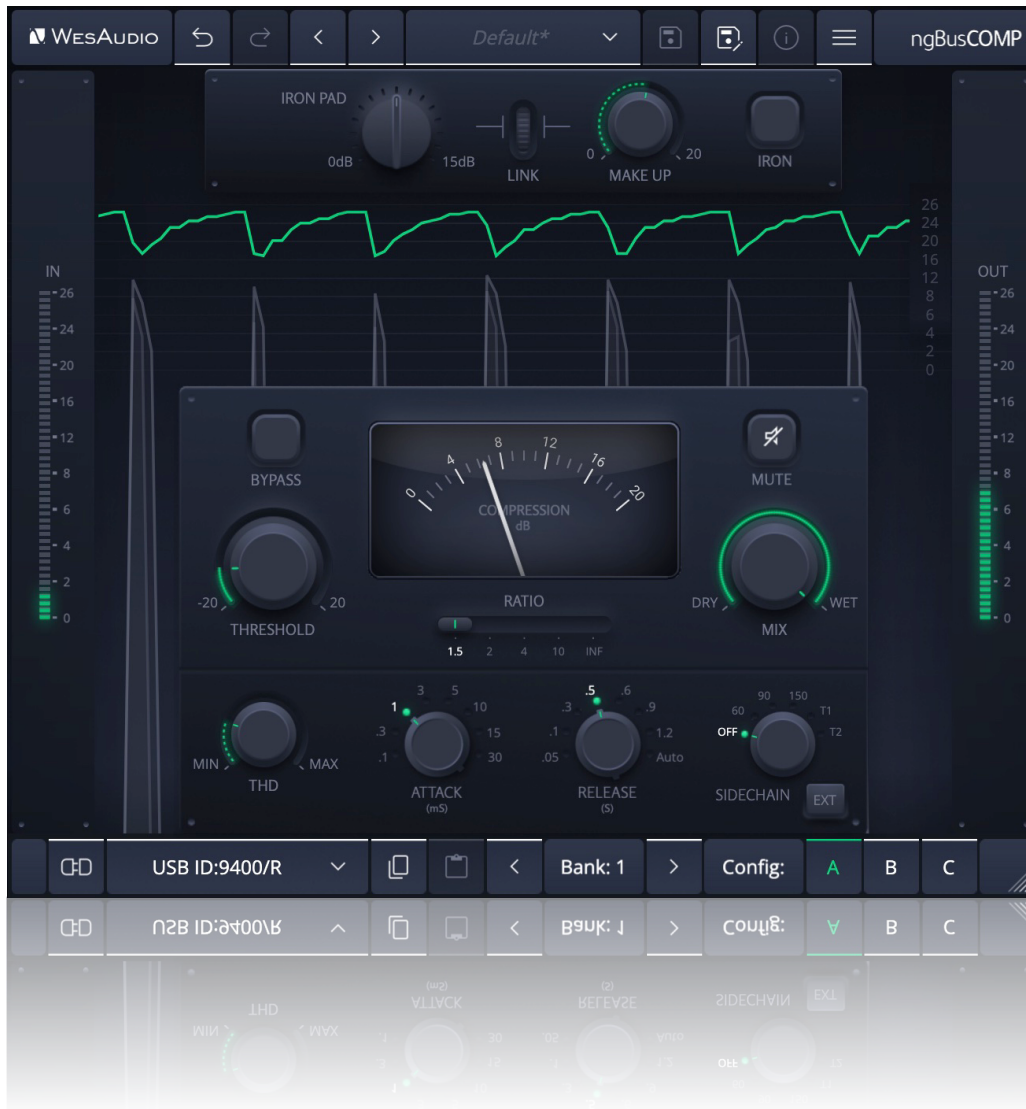 WESAUDIO
Default*
ngBusCOMP
IRON PAD
0dB
15dB
LINK
0
20
MAKE UP
IRON
26
24
20
16
12
8
6
4
2
0
IN
26
24
20
16
12
8
6
4
2
0
OUT
26
24
20
16
12
8
6
4
2
0
BYPASS
0 4 8 12 16 20
COMPRESSION
dB
MUTE
-20
20
THRESHOLD
RATIO
1.5 2 4 10 INF
DRY
WET
MIX
MIN
MAX
THD
.1 .3 1 3 5 10 15 30
ATTACK
(mS)
.05 .1 .3 .5 .6 .9 1.2 Auto
RELEASE
(S)
OFF 60 90 150 T1 T2
SIDECHAIN
EXT
USB ID:9400/R
Bank: 1
Config:
A
B
C